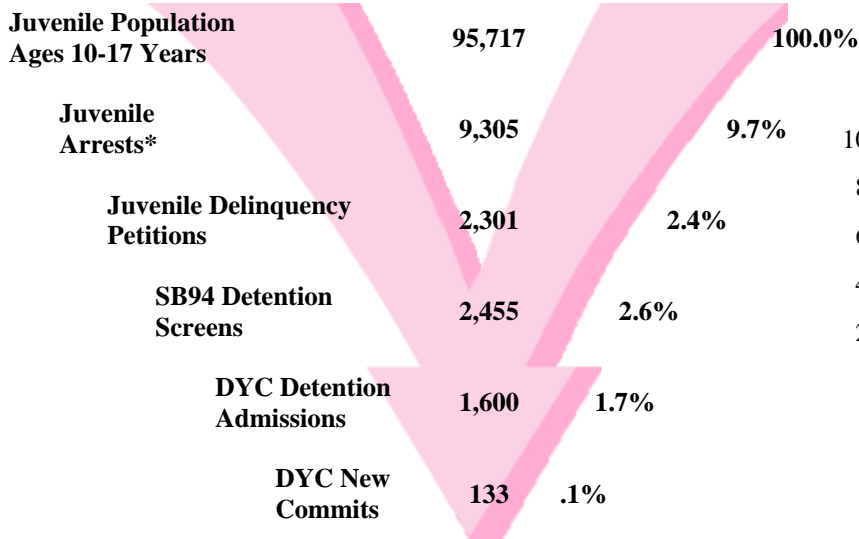 Juvenile Population
Ages 10-17 Years
95,717
100.0%
Juvenile
Arrests*
9,305
9.7%
Juvenile Delinquency
Petitions
2,301
2.4%
SB94 Detention
Screens
2,455
2.6%
DYC Detention
Admissions
1,600
1.7%
DYC New
Commits
133
.1%